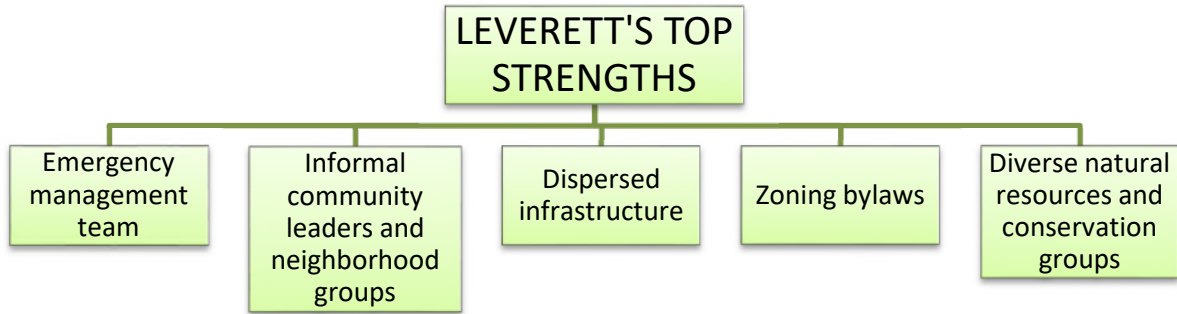 LEVERETT'S TOP
STRENGTHS
Emergency
management
team
Informal
community
leaders and
neighborhood
groups
Dispersed
infrastructure
Zoning bylaws
Diverse natural
resources and
conservation
groups